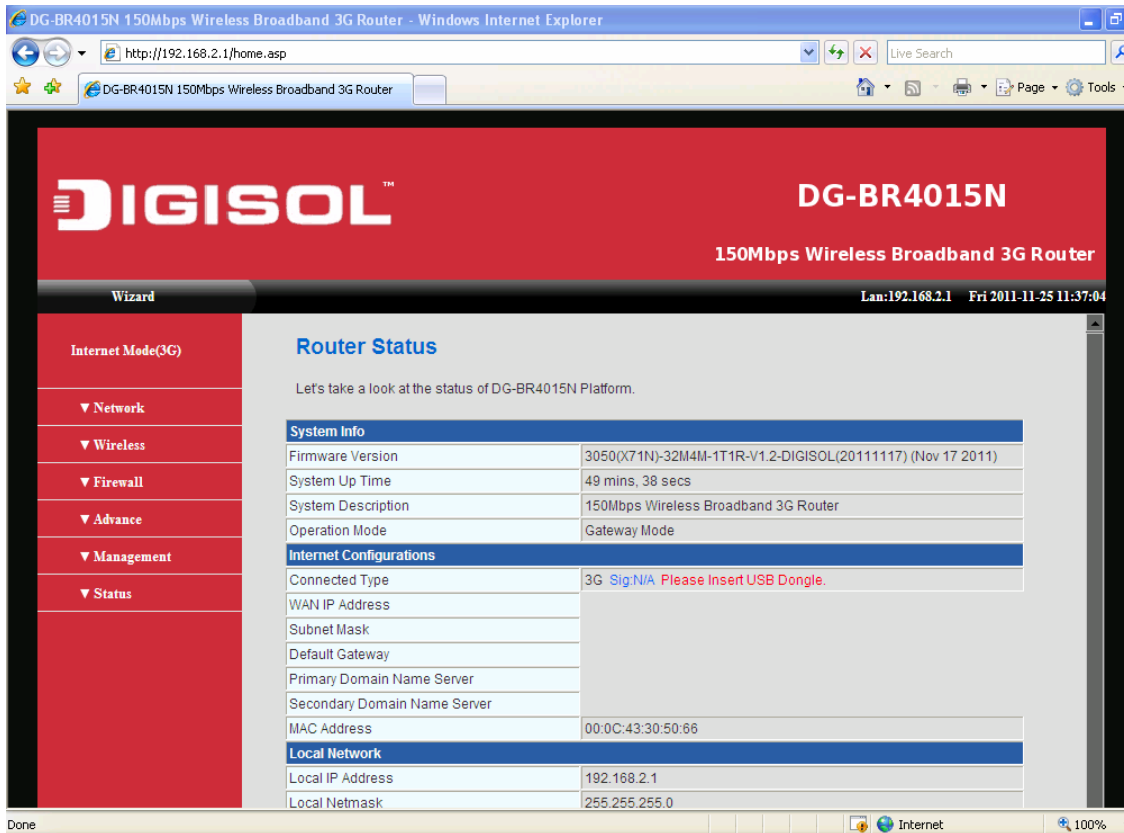 DG-BR4015N 150Mbps Wireless Broadband 3G Router - Windows Internet Explorer
http://192.168.2.1/home.asp
Live Search
DG-BR4015N 150Mbps Wireless Broadband 3G Router
Page
Tools
DIGISOL™
DG-BR4015N
150Mbps Wireless Broadband 3G Router
Wizard
Lan:192.168.2.1 Fri 2011-11-25 11:37:04
Internet Mode(3G)
▼ Network
▼ Wireless
▼ Firewall
▼ Advance
▼ Management
▼ Status
Router Status
Let's take a look at the status of DG-BR4015N Platform.
System Info
Firmware Version 3050(X71N)-32M4M-1T1R-V1.2-DIGISOL(20111117) (Nov 17 2011)
System Up Time 49 mins, 38 secs
System Description 150Mbps Wireless Broadband 3G Router
Operation Mode Gateway Mode
Internet Configurations
Connected Type 3G Sig:N/A Please Insert USB Dongle.
WAN IP Address
Subnet Mask
Default Gateway
Primary Domain Name Server
Secondary Domain Name Server
MAC Address 00:0C:43:30:50:66
Local Network
Local IP Address 192.168.2.1
Local Netmask 255.255.255.0
Done
Internet
100%